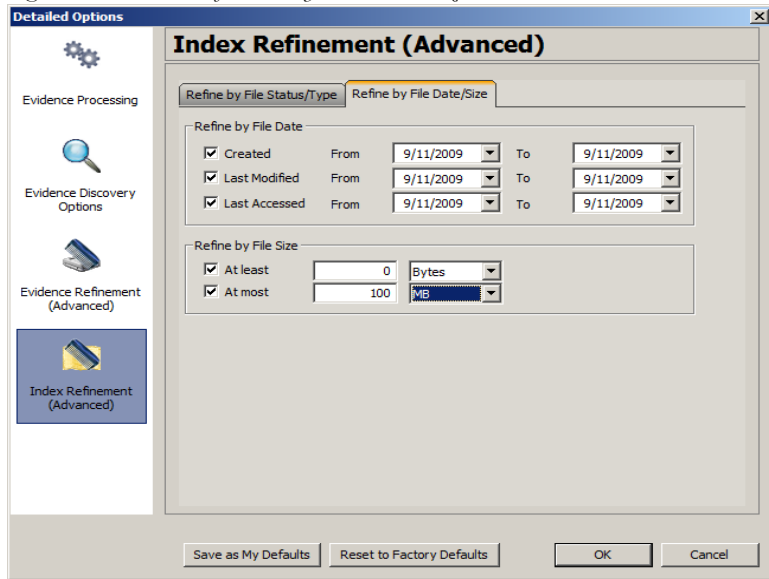 Detailed Options
Index Refinement (Advanced)
Evidence Processing
Evidence Discovery
Options
Evidence Refinement
(Advanced)
Index Refinement
(Advanced)
Refine by File Status/Type Refine by File Date/Size
Refine by File Date
Created From 9/11/2009 To 9/11/2009
Last Modified From 9/11/2009 To 9/11/2009
Last Accessed From 9/11/2009 To 9/11/2009
Refine by File Size
At least 0 Bytes
At most 100 MB
Save as My Defaults Reset to Factory Defaults OK Cancel